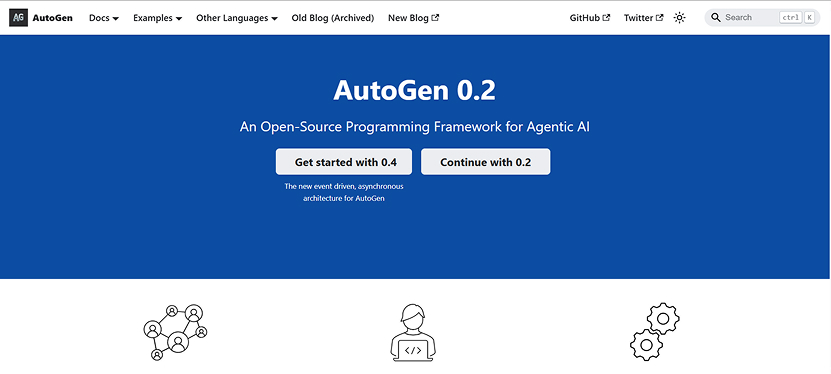 AG AutoGen Docs Examples Other Languages Old Blog (Archived) New Blog GitHub Twitter Search ctrl K
AutoGen 0.2
An Open-Source Programming Framework for Agentic AI
Get started with 0.4 Continue with 0.2
The new event driven, asynchronous
architecture for AutoGen